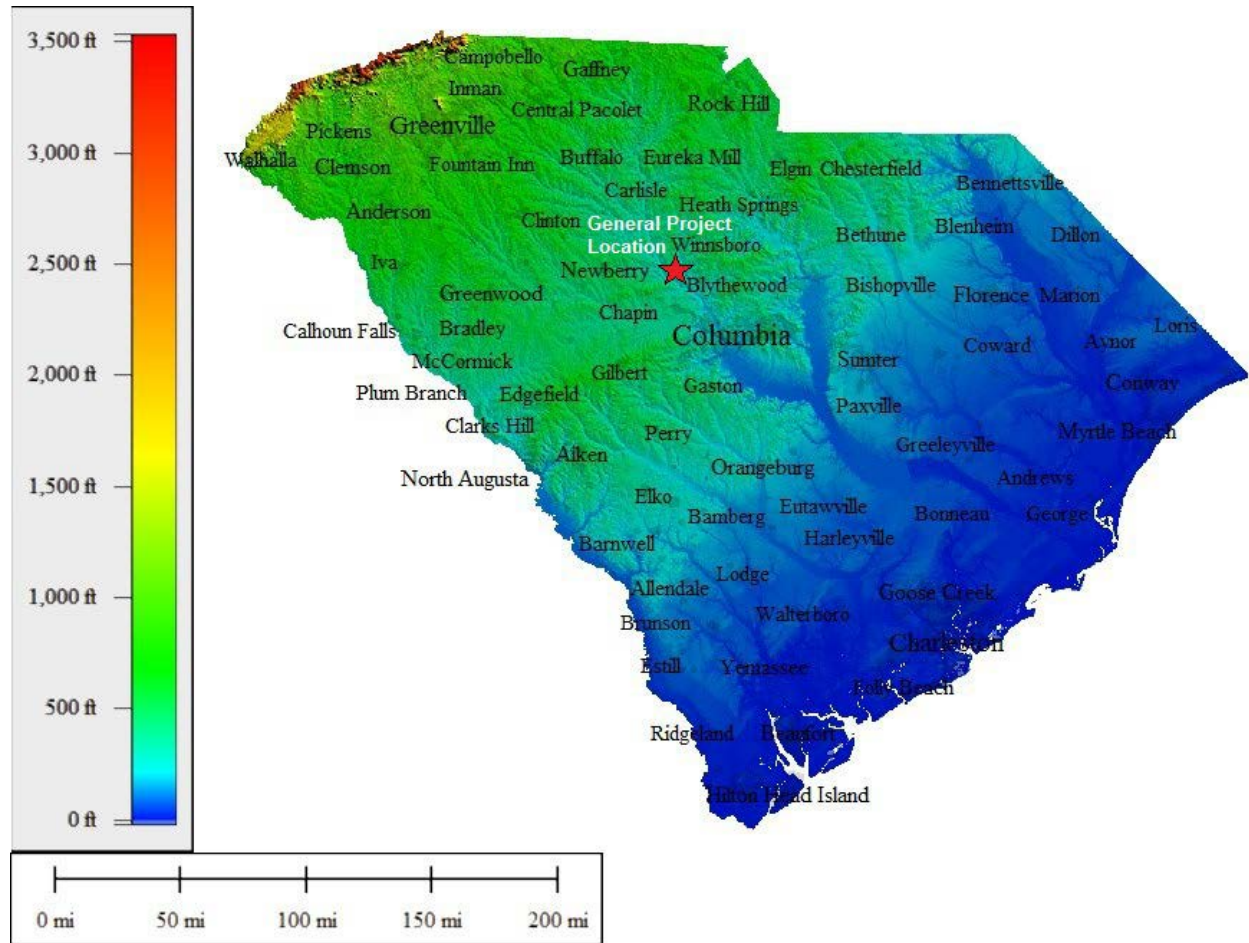 3,500 ft
3,000 ft
2,500 ft
2,000 ft
1,500 ft
1,000 ft
500 ft
0 ft
Campobello
Gaffney
Inman
Central Pacolet
Rock Hill
Pickens
Greenville
Walhalla
Clemson
Fountain Inn
Buffalo
Eureka Mill
Elgin
Chesterfield
Bennettsville
Carlisle
Heath Springs
Anderson
Clinton
General Project
Location
Winnsboro
Bethune
Blenheim
Dillon
Iva
Newberry
Blythewood
Bishopville
Florence
Marion
Greenwood
Chapin
Calhoun Falls
Bradley
Columbia
Coward
Aynor
Loris
McCormick
Gilbert
Gaston
Sumter
Conway
Plum Branch
Edgefield
Paxville
Clarks Hill
Perry
Greeleyville
Myrtle Beach
Aiken
North Augusta
Orangeburg
Andrews
Elko
Bamberg
Eutawville
Bonneau
George
Barnwell
Harleyville
Allendale
Lodge
Goose Creek
Brunson
Walterboro
Charleston
Estill
Yemassee
Folly Beach
Ridgeland
Beaufort
Hilton Head Island
0 mi
50 mi
100 mi
150 mi
200 mi